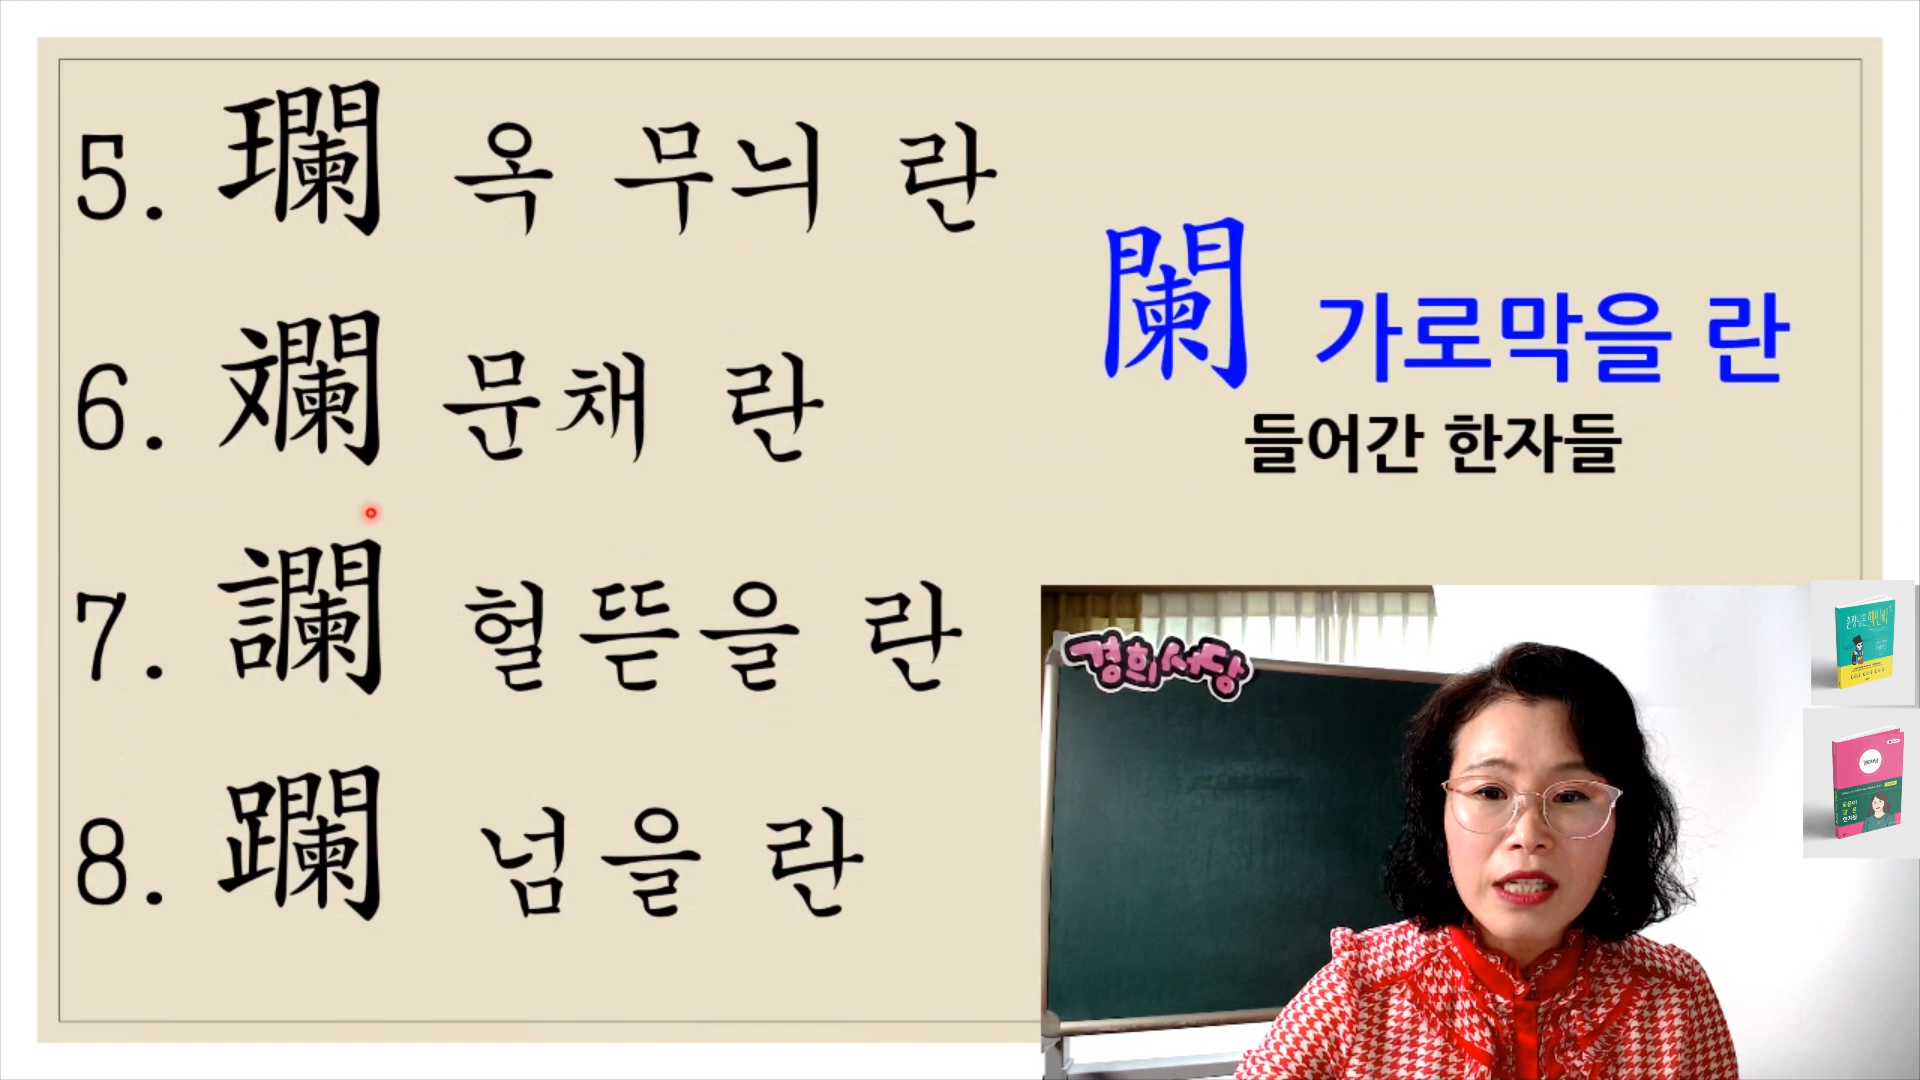 5. 瓓 옥 무늬 란
6. 斕 문채 란
7. 讕 헐뜯을 란
8. 躝 넘을 란
闌 가로막을 란
들어간 한자들
경희서당